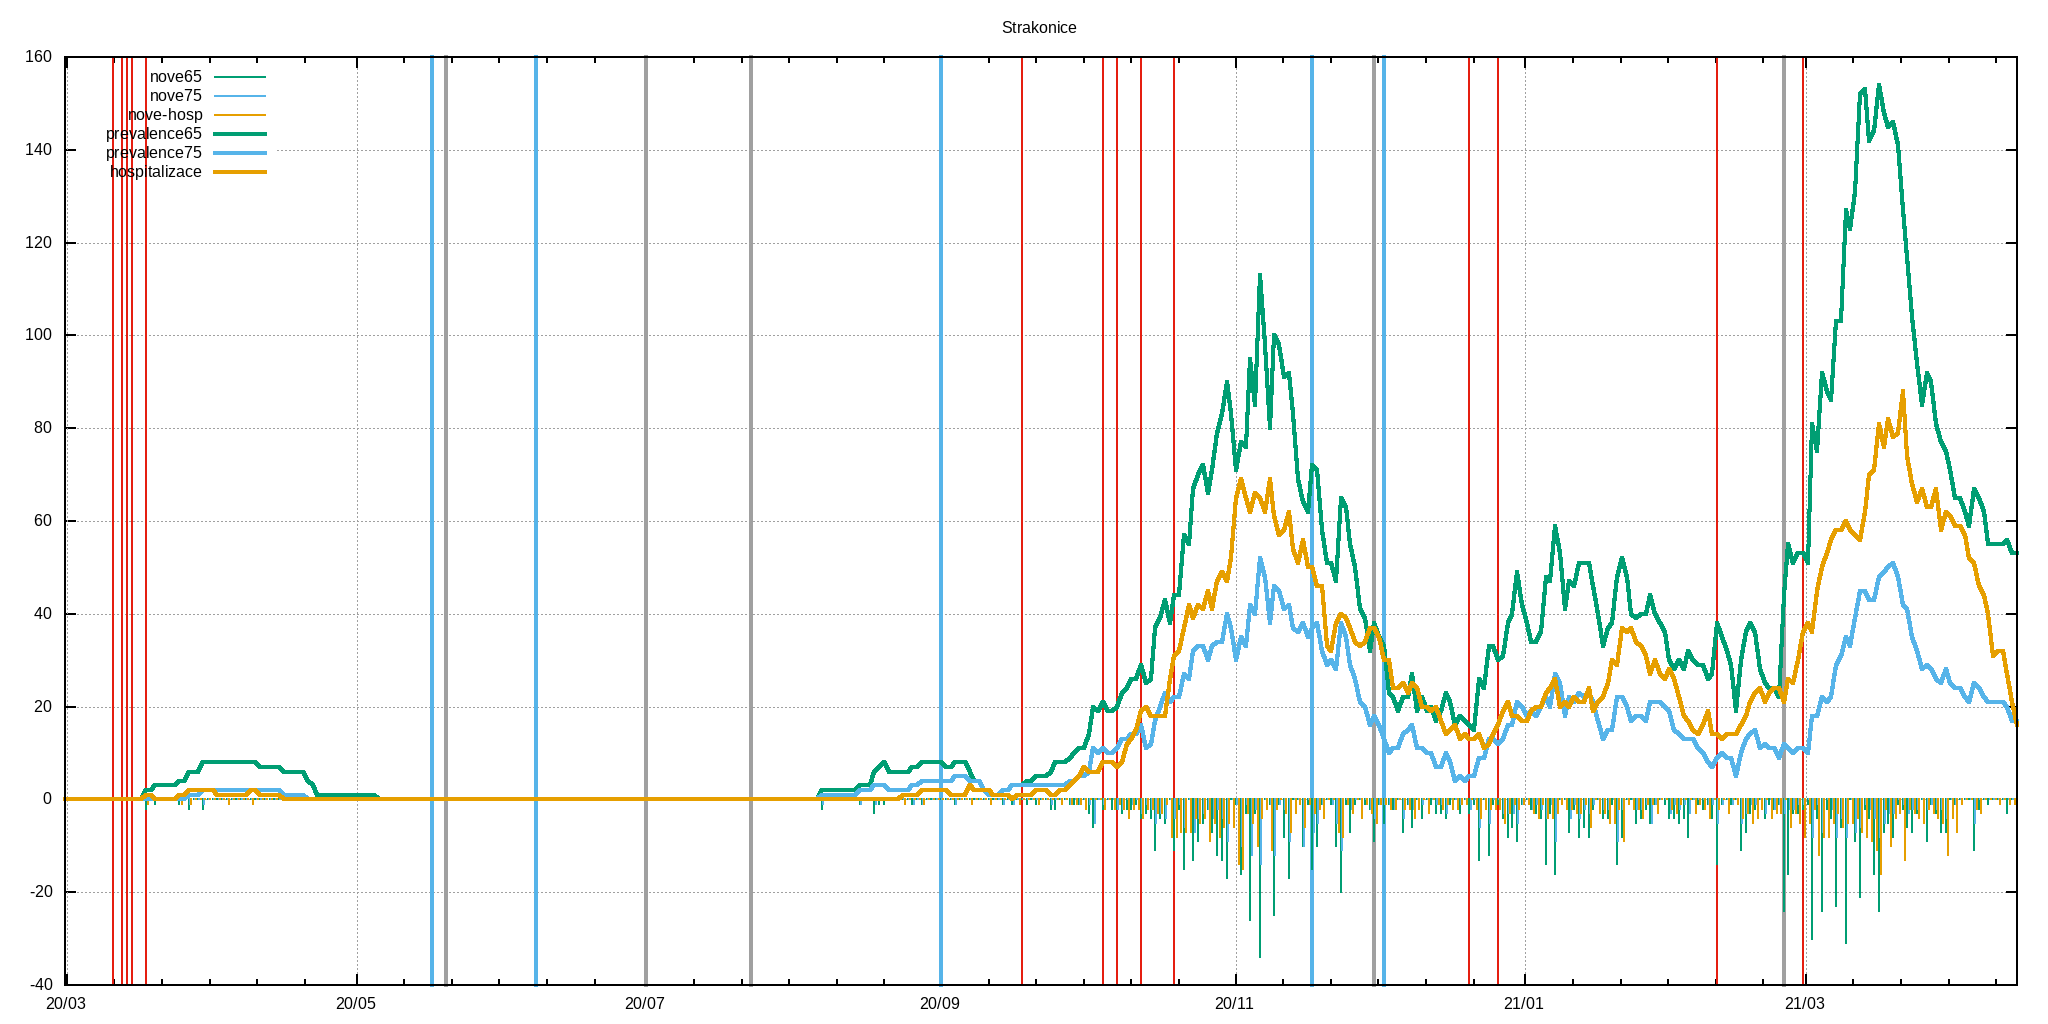 Strakonice
160
nove65
nove75
nove-hosp
prevalence65
prevalence75
hospitalizace
140
120
100
80
60
40
20
0
-20
-40
20/03 20/05 20/07 20/09 20/11 21/01 21/03